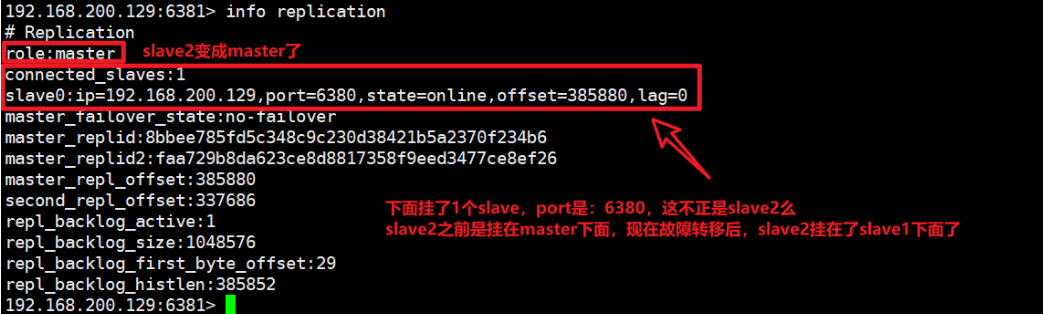 192.168.200.129:6381> info replication
# Replication
role:master
slave2变成master了
connected_slaves:1
slave0:ip=192.168.200.129,port=6380,state=online,offset=385880,lag=0
master_failover_state:no-failover
master_replid:8bbee785fd5c348c9c230d38421b5a2370f234b6
master_replid2:faa729b8da623ce8d8817358f9eed3477ce8ef26
master_repl_offset:385880
second_repl_offset:337686
下面挂了1个slave，port是：6380，这不正是slave2么
repl_backlog_active:1
slave2之前是挂在master下面，现在故障转移后，slave2挂在了slave1下面了
repl_backlog_size:1048576
repl_backlog_first_byte_offset:29
repl_backlog_histlen:385852
192.168.200.129:6381>